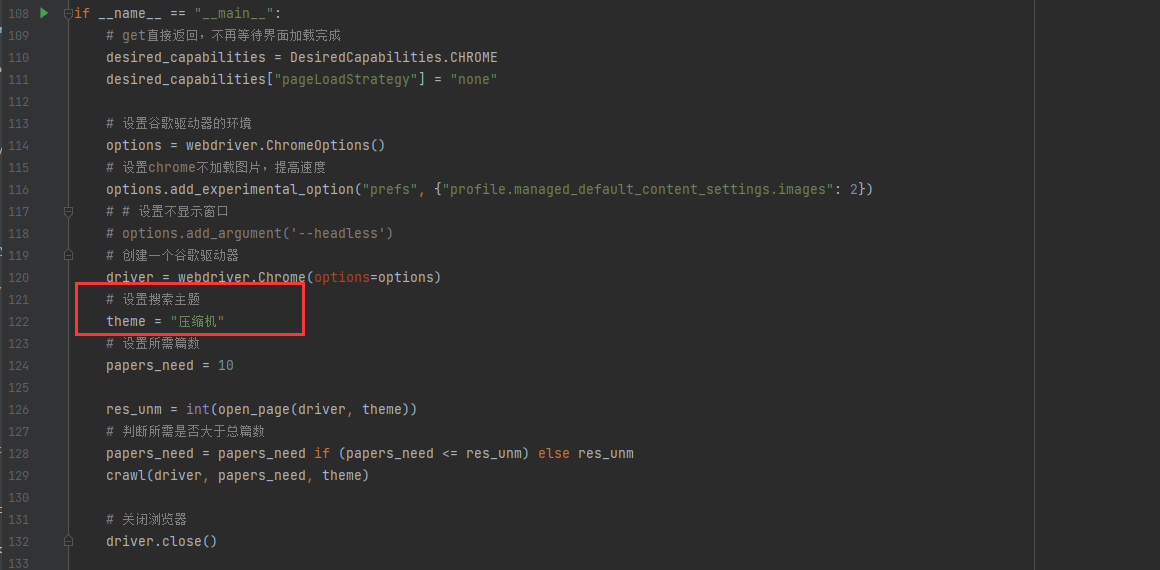 108 if __name__ == "__main__":
109 # get直接返回，不再等待界面加载完成
110 desired_capabilities = DesiredCapabilities.CHROME
111 desired_capabilities["pageLoadStrategy"] = "none"
112
113 # 设置谷歌驱动器的环境
114 options = webdriver.ChromeOptions()
115 # 设置chrome不加载图片，提高速度
116 options.add_experimental_option("prefs", {"profile.managed_default_content_settings.images": 2})
117 # # 设置不显示窗口
118 # options.add_argument('--headless')
119 # 创建一个谷歌驱动器
120 driver = webdriver.Chrome(options=options)
121 # 设置搜索主题
122 theme = "压缩机"
123 # 设置所需篇数
124 papers_need = 10
125
126 res_unm = int(open_page(driver, theme))
127 # 判断所需是否大于总篇数
128 papers_need = papers_need if (papers_need <= res_unm) else res_unm
129 crawl(driver, papers_need, theme)
130
131 # 关闭浏览器
132 driver.close()
133